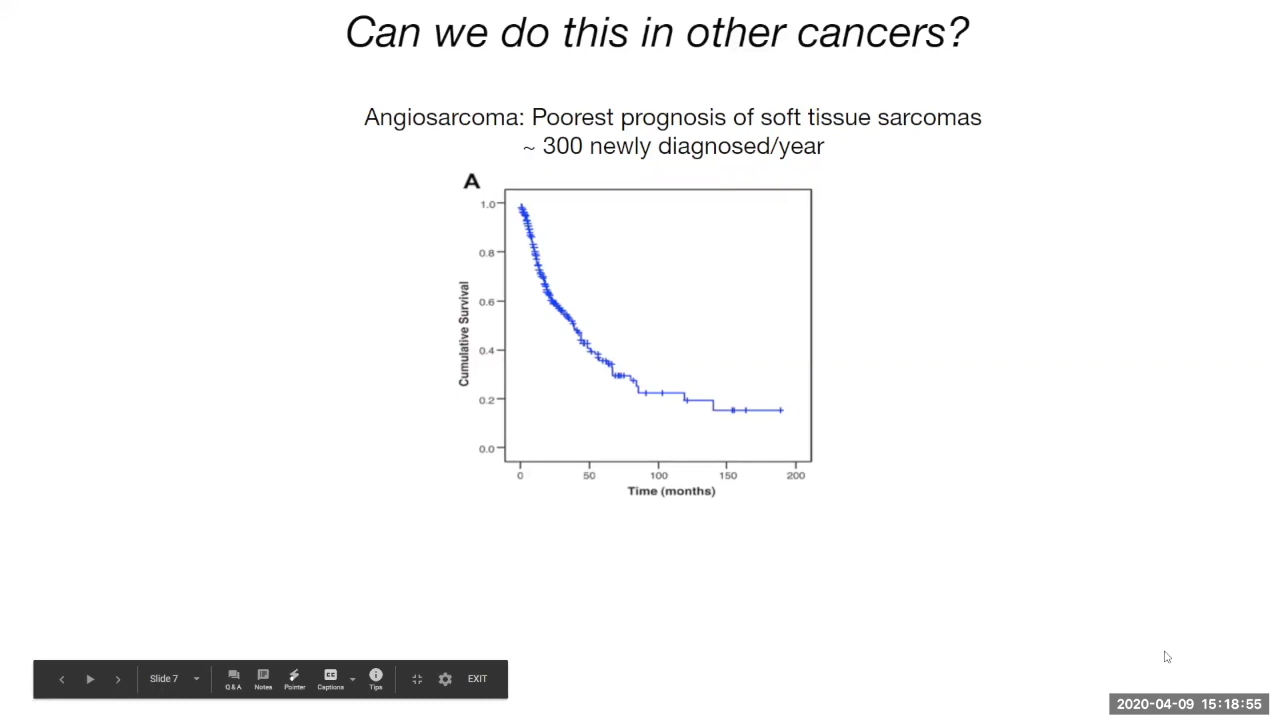 Can we do this in other cancers?
Angiosarcoma: Poorest prognosis of soft tissue sarcomas
~ 300 newly diagnosed/year
A
1.0
0.8
0.6
0.4
0.2
0.0
Cumulative Survival
0 50 100 150 200
Time (months)
Slide 7
Q & A Notes Pointer CC Captions Tips
EXIT
2020-04-09 15:18:55